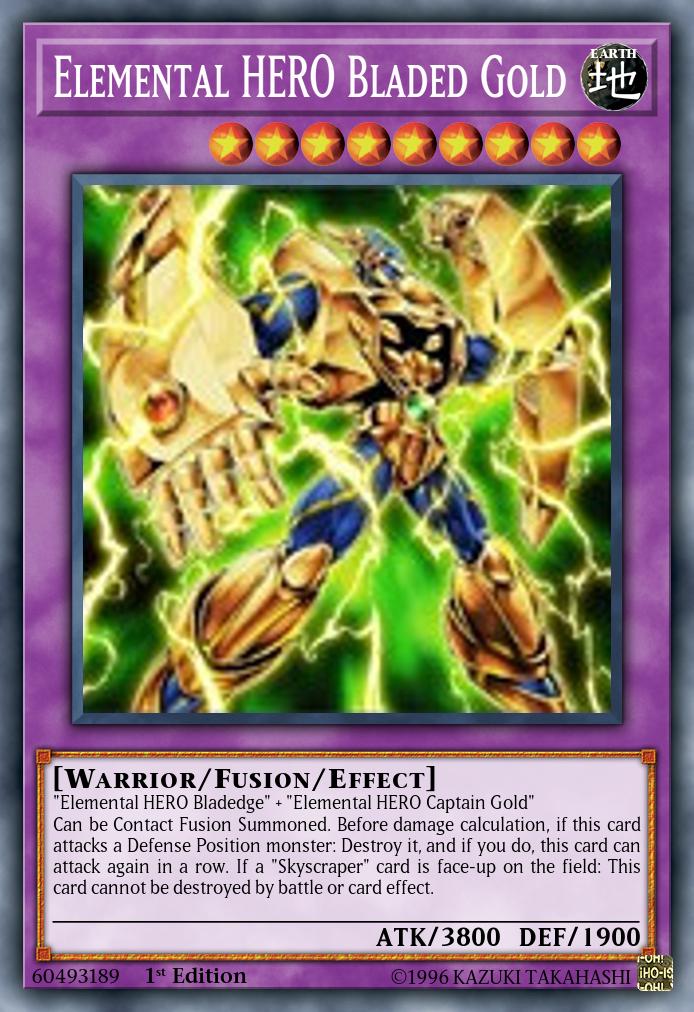 Elemental HERO Bladed Gold
EARTH
地
[Warrior/Fusion/Effect]
"Elemental HERO Bladedge" + "Elemental HERO Captain Gold"
Can be Contact Fusion Summoned. Before damage calculation, if this card
attacks a Defense Position monster: Destroy it, and if you do, this card can
attack again in a row. If a "Skyscraper" card is face-up on the field: This
card cannot be destroyed by battle or card effect.
ATK/3800 DEF/1900
60493189 1st Edition ©1996 KAZUKI TAKAHASHI